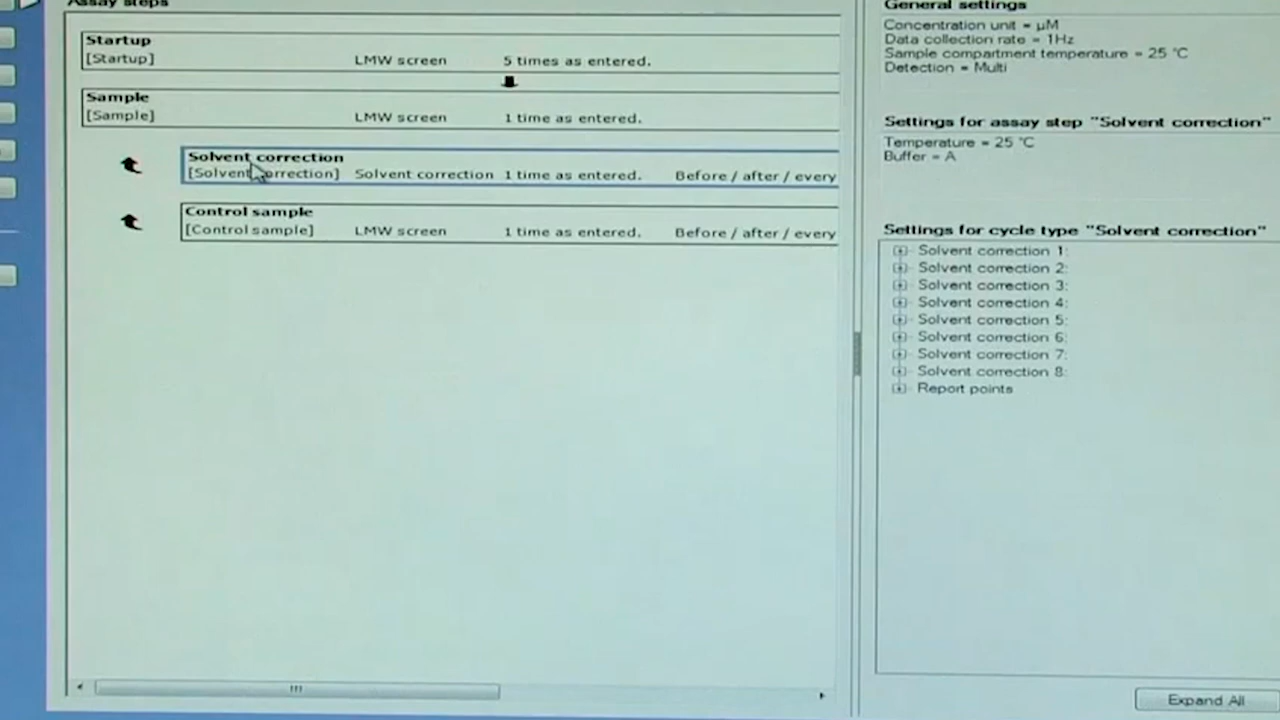 Assay steps
Startup
[Startup] LMW screen 5 times as entered.
Sample
[Sample] LMW screen 1 time as entered.
Solvent correction
[Solvent correction] Solvent correction 1 time as entered. Before / after / every
Control sample
[Control sample] LMW screen 1 time as entered. Before / after / every
General settings
Concentration unit = µM
Data collection rate = 1Hz
Sample compartment temperature = 25 °C
Detection = Multi
Settings for assay step "Solvent correction"
Temperature = 25 °C
Buffer = A
Settings for cycle type "Solvent correction"
Solvent correction 1:
Solvent correction 2:
Solvent correction 3:
Solvent correction 4:
Solvent correction 5:
Solvent correction 6:
Solvent correction 7:
Solvent correction 8:
Report points
Expand All